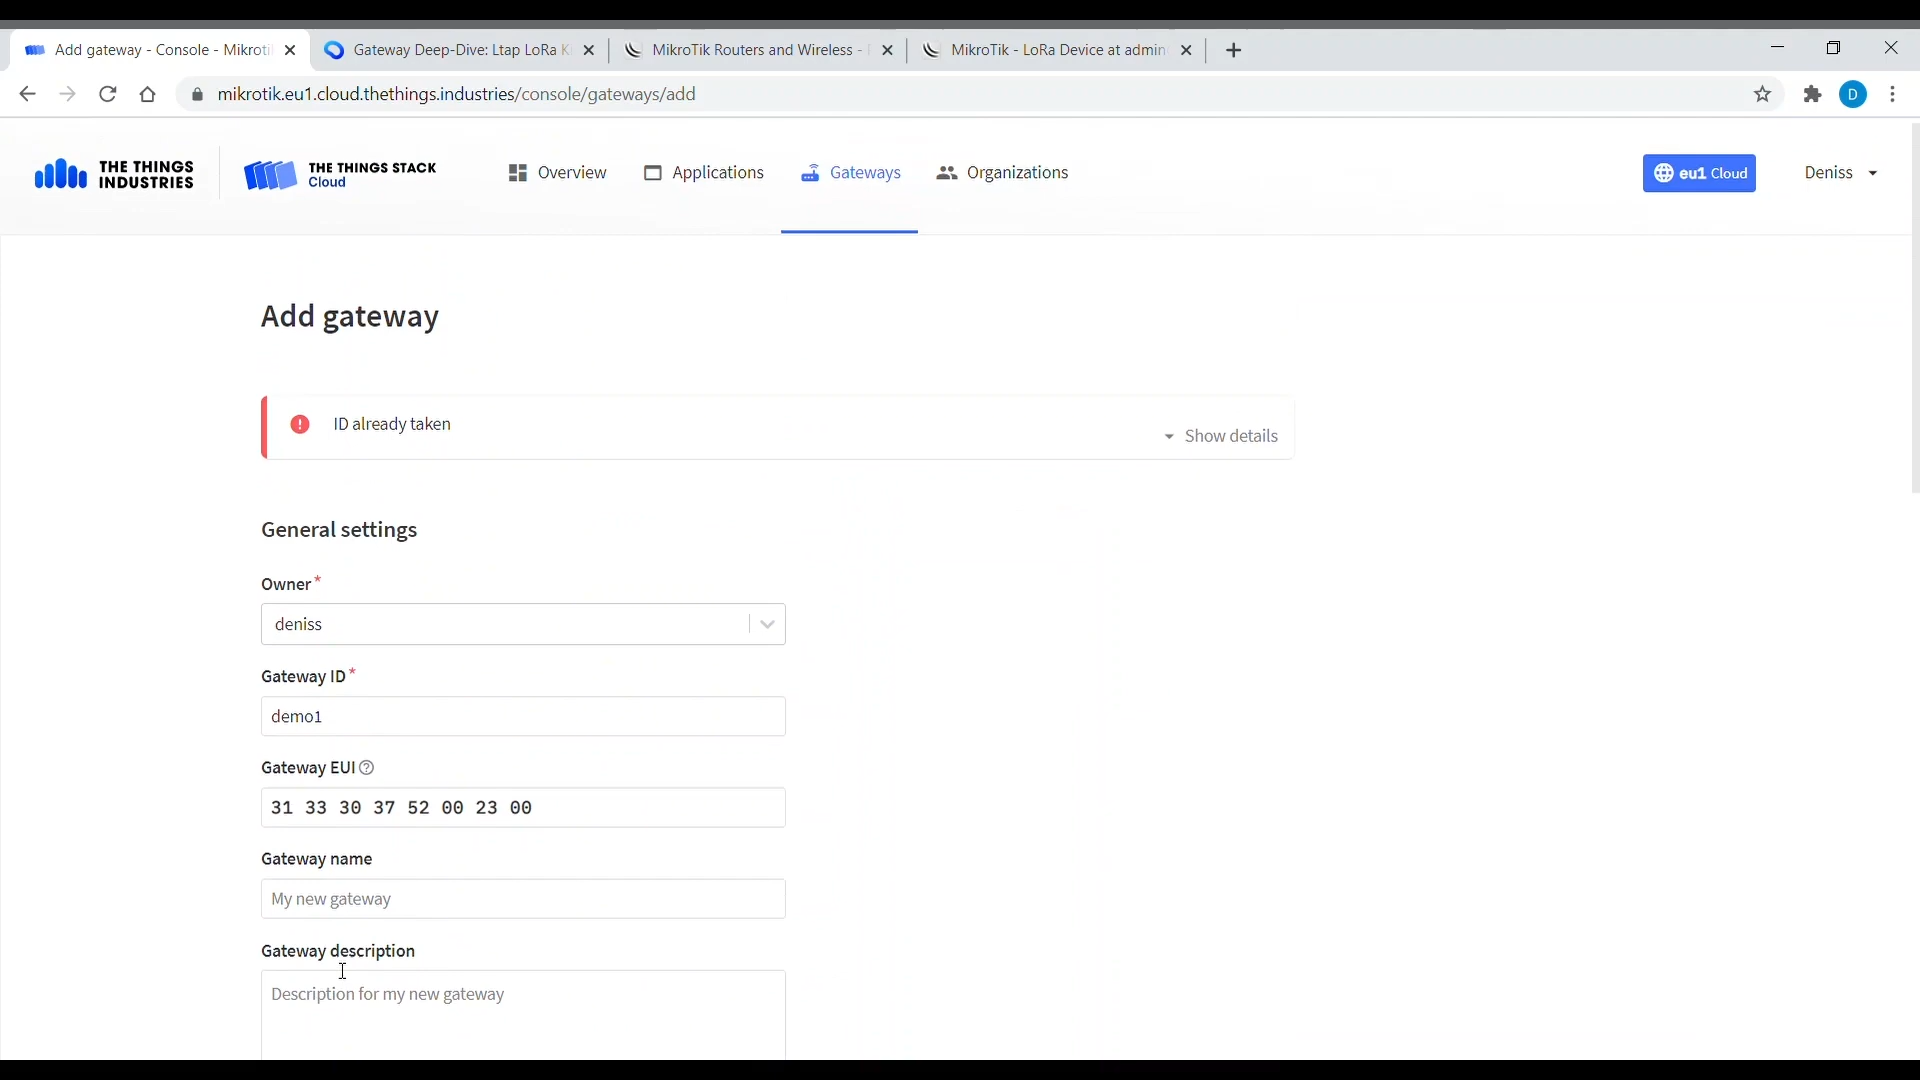 Add gateway - Console - Mikroti
Gateway Deep-Dive: Ltap LoRa K
MikroTik Routers and Wireless -
MikroTik - LoRa Device at admin
mikrotik.eu1.cloud.thethings.industries/console/gateways/add
D
THE THINGS
INDUSTRIES
THE THINGS STACK
Cloud
Overview
Applications
Gateways
Organizations
eu1 Cloud
Deniss
Add gateway
ID already taken
Show details
General settings
Owner*
deniss
Gateway ID*
demo1
Gateway EUI
31 33 30 37 52 00 23 00
Gateway name
My new gateway
Gateway description
Description for my new gateway